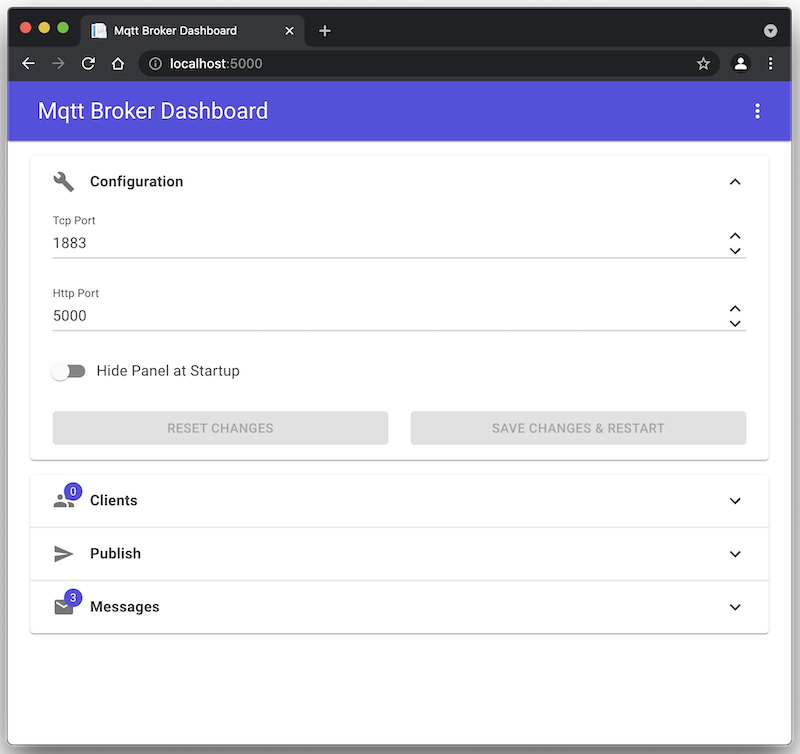 Mqtt Broker Dashboard
localhost:5000
Mqtt Broker Dashboard
Configuration
Tcp Port
1883
Http Port
5000
Hide Panel at Startup
RESET CHANGES
SAVE CHANGES & RESTART
0
Clients
Publish
3
Messages